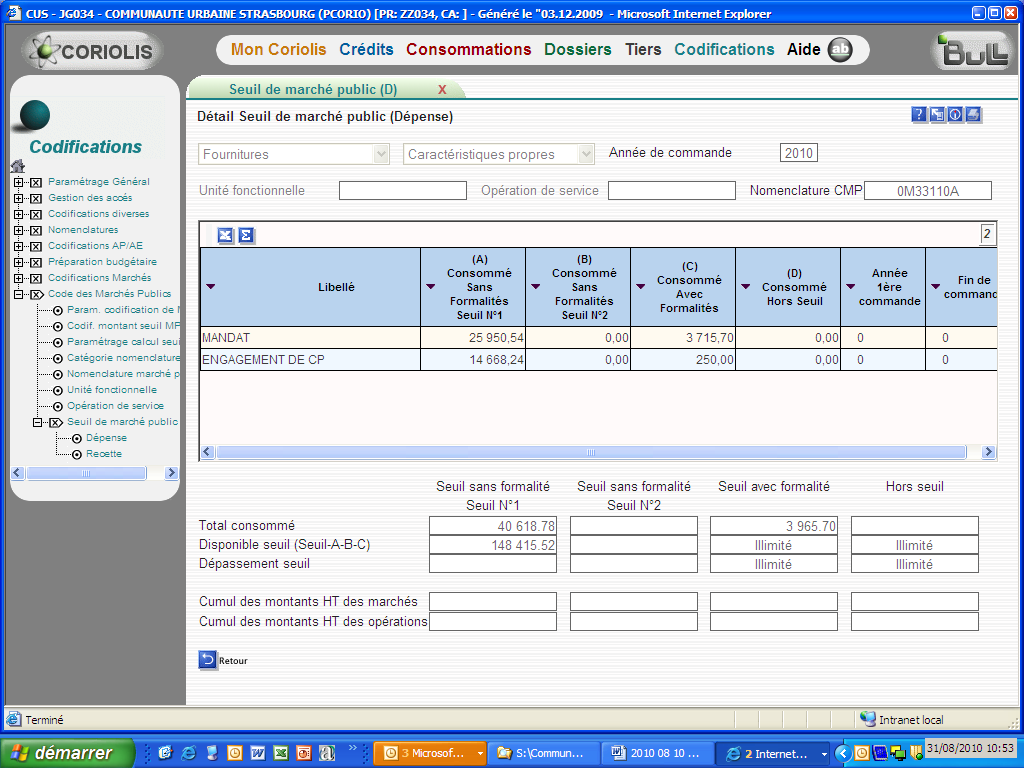 CUS - JG034 - COMMUNAUTE URBAINE STRASBOURG (PCORIO) [PR: ZZ034, CA: ] - Généré le "03.12.2009 - Microsoft Internet Explorer
CORIOLIS
Mon Coriolis Crédits Consommations Dossiers Tiers Codifications Aide ab
Bull
Seuil de marché public (D) X
Détail Seuil de marché public (Dépense)
Codifications
Paramétrage Général
Gestion des accés
Codifications diverses
Nomenclatures
Codifications AP/AE
Préparation budgétaire
Codifications Marchés
Code des Marchés Publics
Param. codification de
Codif. montant seuil MP
Paramétrage calcul seui
Catégorie nomenclature
Nomenclature marché p
Unité fonctionnelle
Opération de service
Seuil de marché public
Dépense
Recette
Fournitures Caractéristiques propres Année de commande 2010
Unité fonctionnelle Opération de service Nomenclature CMP 0M33110A
2
Libellé
(A) Consommé Sans Formalités Seuil N°1
(B) Consommé Sans Formalités Seuil N°2
(C) Consommé Avec Formalités
(D) Consommé Hors Seuil
Année 1ère commande
Fin de commanc
MANDAT 25 950,54 0,00 3 715,70 0,00 0 0
ENGAGEMENT DE CP 14 668,24 0,00 250,00 0,00 0 0
Seuil sans formalité Seuil N°1
Seuil sans formalité Seuil N°2
Seuil avec formalité
Hors seuil
Total consommé 40 618.78 3 965.70
Disponible seuil (Seuil-A-B-C) 148 415.52 Illimité Illimité
Dépassement seuil Illimité Illimité
Cumul des montants HT des marchés
Cumul des montants HT des opérations
Retour
Terminé Intranet local
démarrer
3 Microsof...
S:\Commun...
2010 08 10 ...
2 Internet...
31/08/2010 10:53